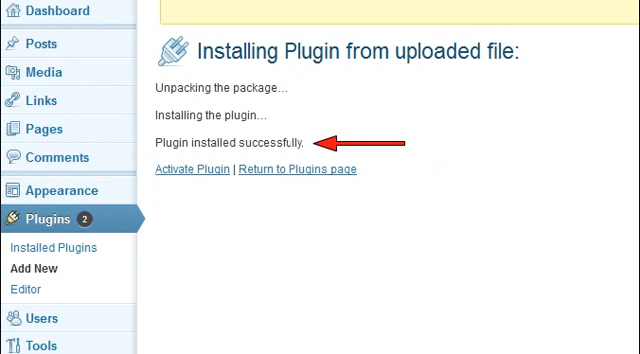 Dashboard
Posts
Media
Links
Pages
Comments
Appearance
Plugins 2
Installed Plugins
Add New
Editor
Users
Tools
Installing Plugin from uploaded file:
Unpacking the package...
Installing the plugin...
Plugin installed successfully.
Activate Plugin | Return to Plugins page